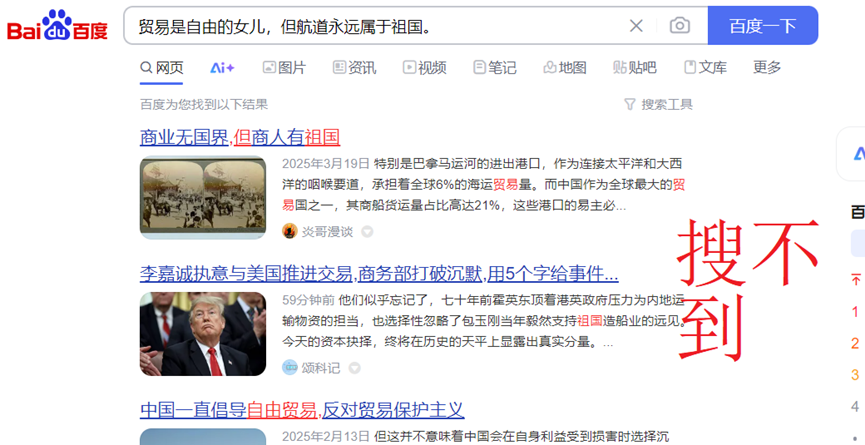 Bai du 百度
贸易是自由的女儿，但航道永远属于祖国。
百度一下
网页 Ai+ 图片 资讯 视频 笔记 地图 贴吧 文库 更多
百度为您找到以下结果
搜索工具
商业无国界,但商人有祖国
2025年3月19日 特别是巴拿马运河的进出港口，作为连接太平洋和大西
洋的咽喉要道，承担着全球6%的海运贸易量。而中国作为全球最大的贸
易国之一，其商船货运量占比高达21%，这些港口的易主必...
炎哥漫谈
搜不
到
李嘉诚执意与美国推进交易,商务部打破沉默,用5个字给事件...
59分钟前 他们似乎忘记了，七十年前霍英东顶着港英政府压力为内地运
输物资的担当，也选择性忽略了包玉刚当年毅然支持祖国造船业的远见。
今天的资本抉择，终将在历史的天平上显露出真实分量。...
颂科记
中国一直倡导自由贸易,反对贸易保护主义
2025年2月13日 但这并不意味着中国会在自身利益受到损害时选择沉
1
2
3
4